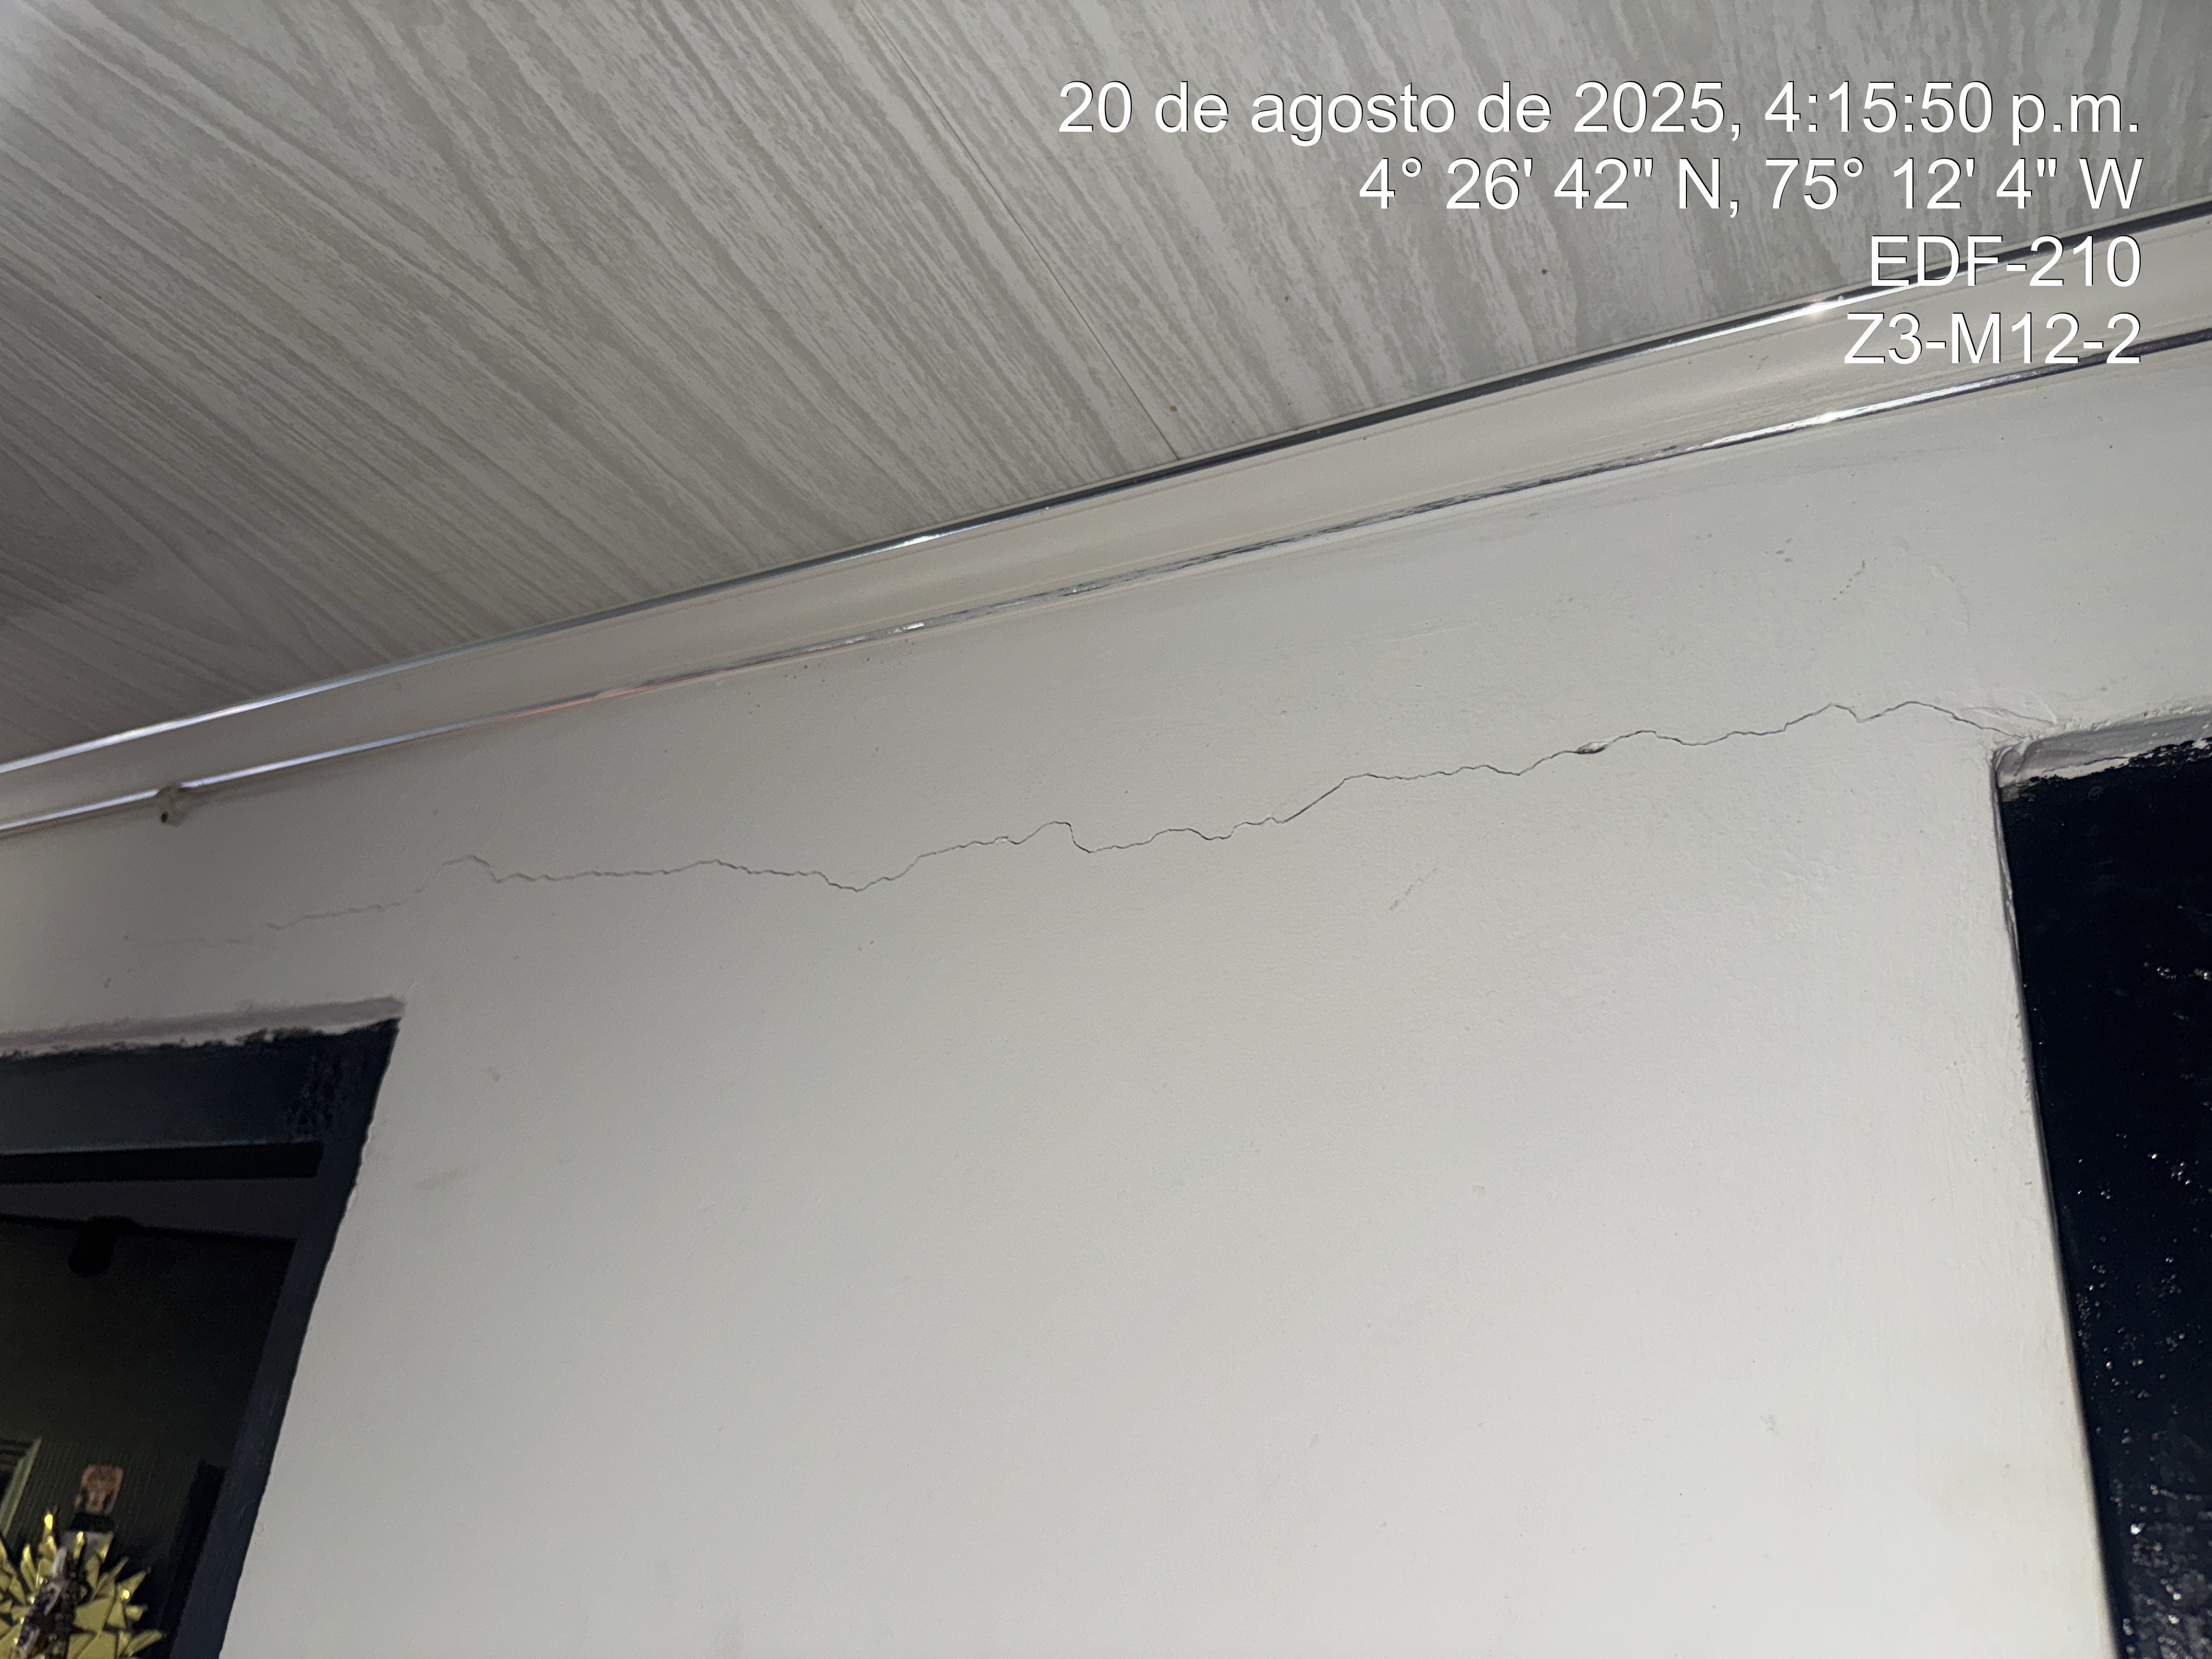 20 de agosto de 2025, 4:15:50 p.m.
4° 26' 42" N, 75° 12' 4" W
EDF-210
Z3-M12-2